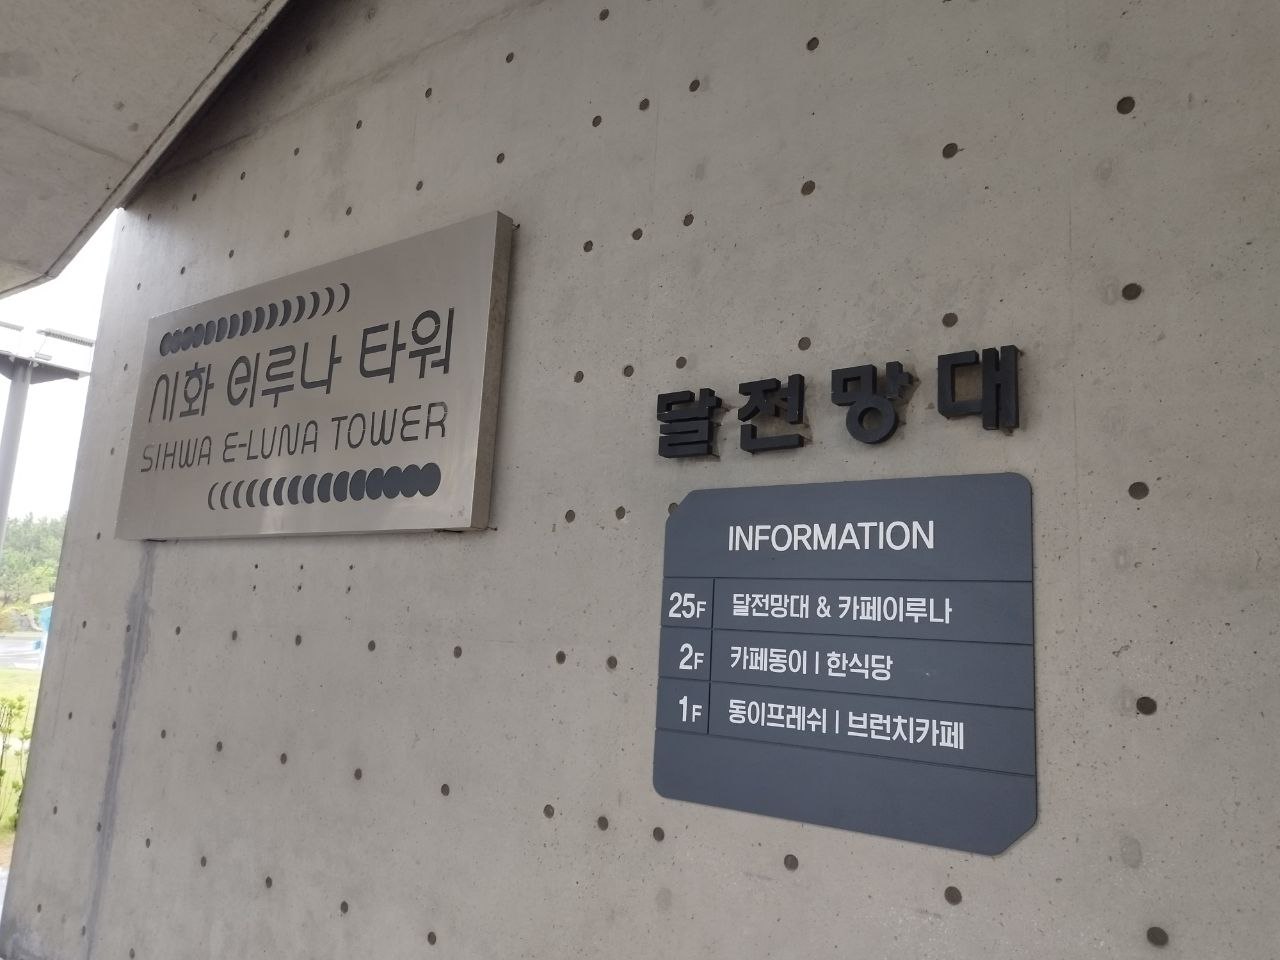 시화 이루나 타워
SIHWA E-LUNA TOWER
달전망대
INFORMATION
25F 달전망대 & 카페이루나
2F 카페동이 | 한식당
1F 동이프레쉬 | 브런치카페